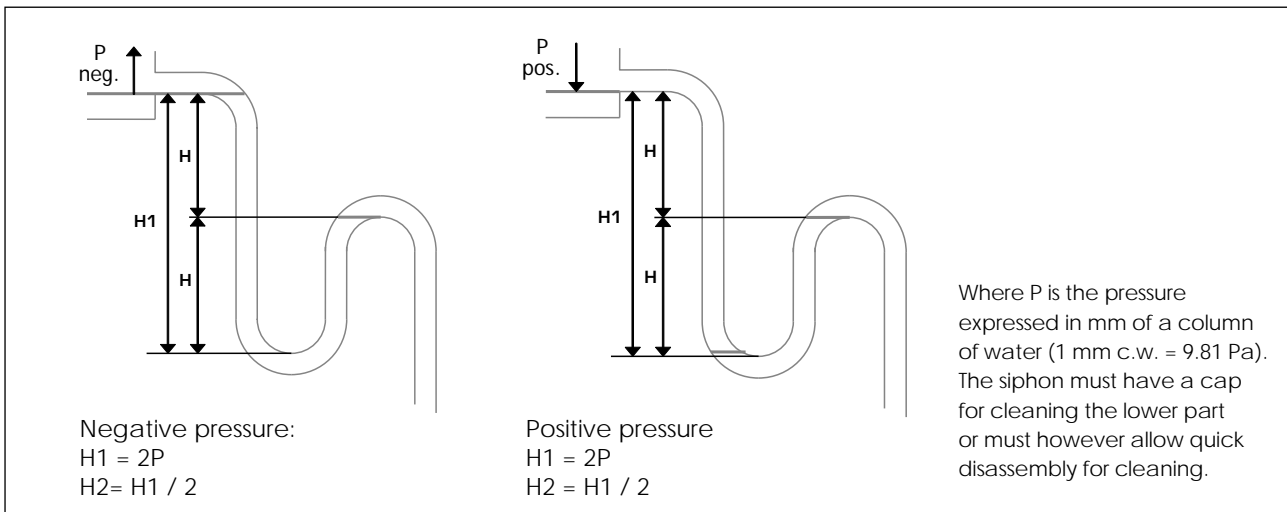 P
neg.
H
H1
H
Negative pressure:
H1 = 2P
H2= H1 / 2
P
pos.
H
H1
H
Positive pressure
H1 = 2P
H2 = H1 / 2
Where P is the pressure
expressed in mm of a column
of water (1 mm c.w. = 9.81 Pa).
The siphon must have a cap
for cleaning the lower part
or must however allow quick
disassembly for cleaning.